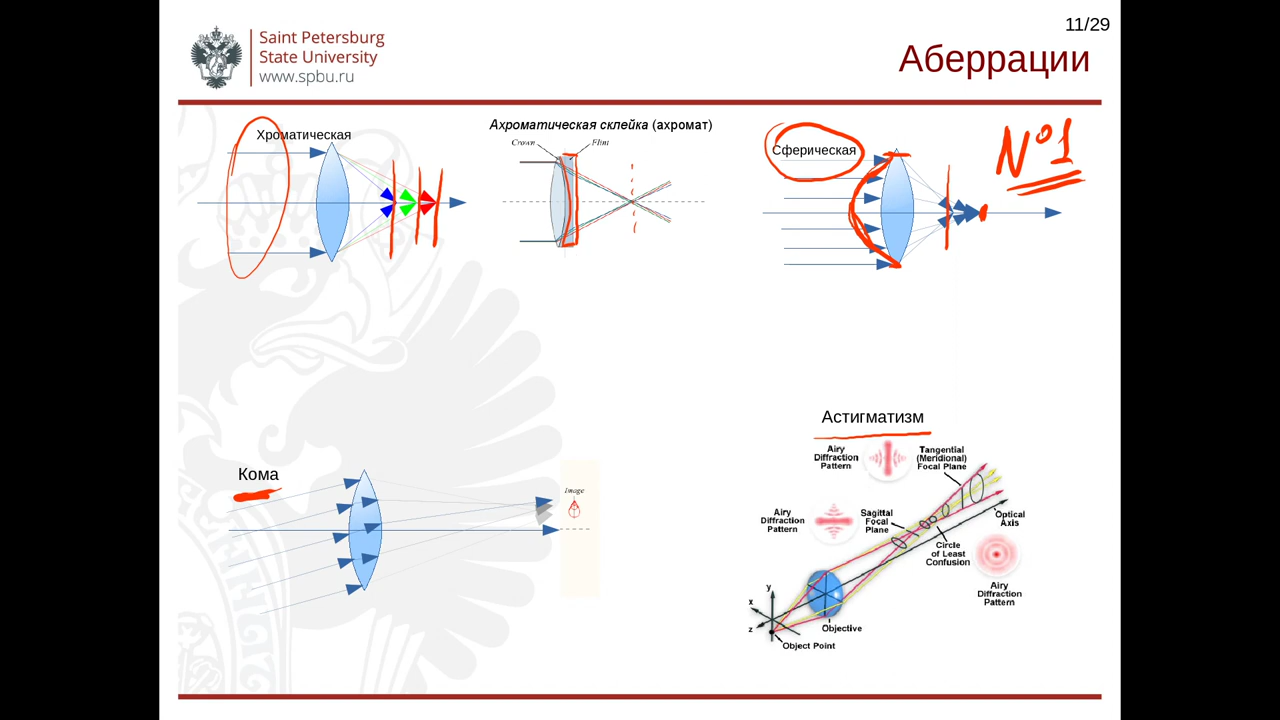 11/29
Saint Petersburg
State University
www.spbu.ru
Аберрации
Хроматическая
Ахроматическая склейка (ахромат)
Crown
Flint
Сферическая
№1
Кома
Image
Астигматизм
Airy
Diffraction
Pattern
Tangential
(Meridional)
Focal Plane
Airy
Diffraction
Pattern
Sagittal
Focal
Plane
Optical
Axis
Circle
of Least
Confusion
Airy
Diffraction
Pattern
y
x
z
Objective
Object Point